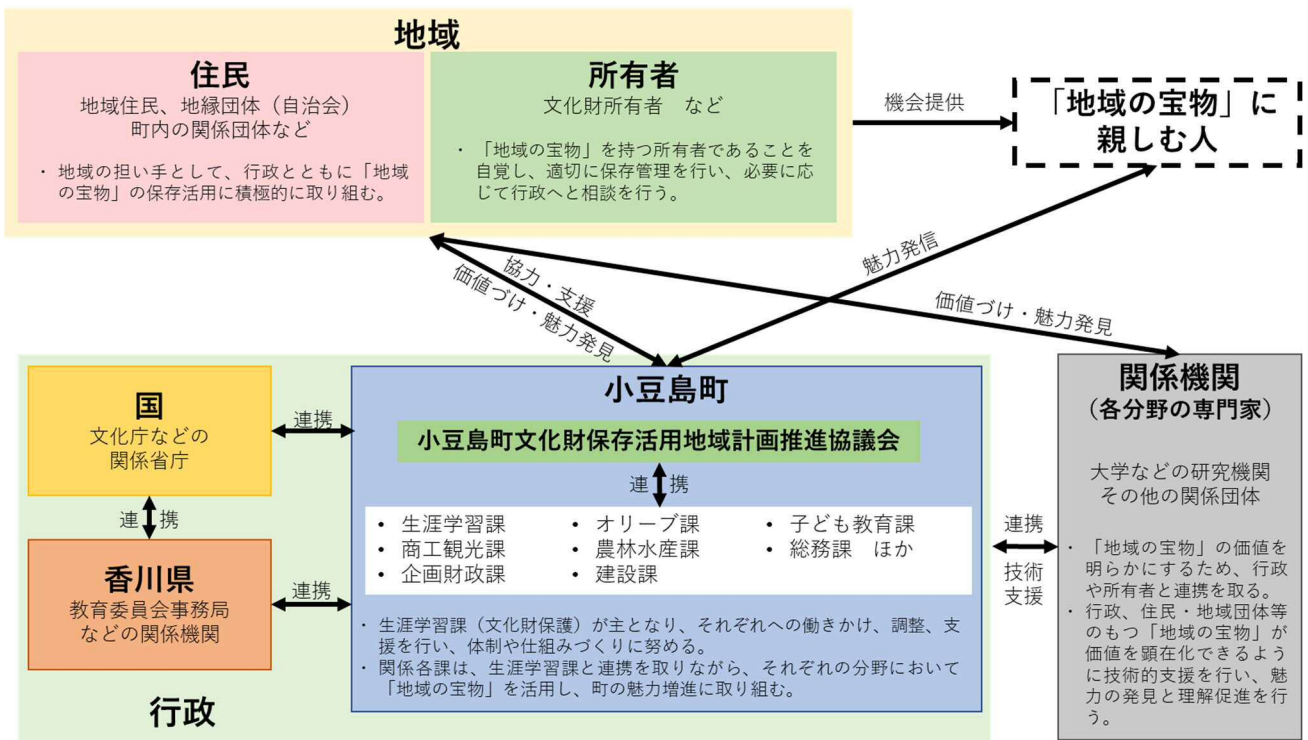 地域
住民
地域住民、地縁団体（自治会）
町内の関係団体など
・ 地域の担い手として、行政とともに「地域
の宝物」の保存活用に積極的に取り組む。
所有者
文化財所有者　など
・ 「地域の宝物」を持つ所有者であることを
自覚し、適切に保存管理を行い、必要に応
じて行政へと相談を行う。
機会提供
「地域の宝物」に
親しむ人
協力・支援
価値づけ・魅力発見
魅力発信
価値づけ・魅力発見
国
文化庁などの
関係省庁
連携
連携
香川県
教育委員会事務局
などの関係機関
連携
行政
小豆島町
小豆島町文化財保存活用地域計画推進協議会
連携
• 生涯学習課
• 商工観光課
• 企画財政課
• オリーブ課
• 農林水産課
• 建設課
• 子ども教育課
• 総務課　ほか
・ 生涯学習課（文化財保護）が主となり、それぞれへの働きかけ、調整、支
援を行い、体制や仕組みづくりに努める。
・ 関係各課は、生涯学習課と連携を取りながら、それぞれの分野において
「地域の宝物」を活用し、町の魅力増進に取り組む。
連携
技術
支援
関係機関
（各分野の専門家）
大学などの研究機関
その他の関係団体
・ 「地域の宝物」の価値を
明らかにするため、行政
や所有者と連携を取る。
・ 行政、住民・地域団体等
のもつ「地域の宝物」が
価値を顕在化できるよう
に技術的支援を行い、魅
力の発見と理解促進を行
う。